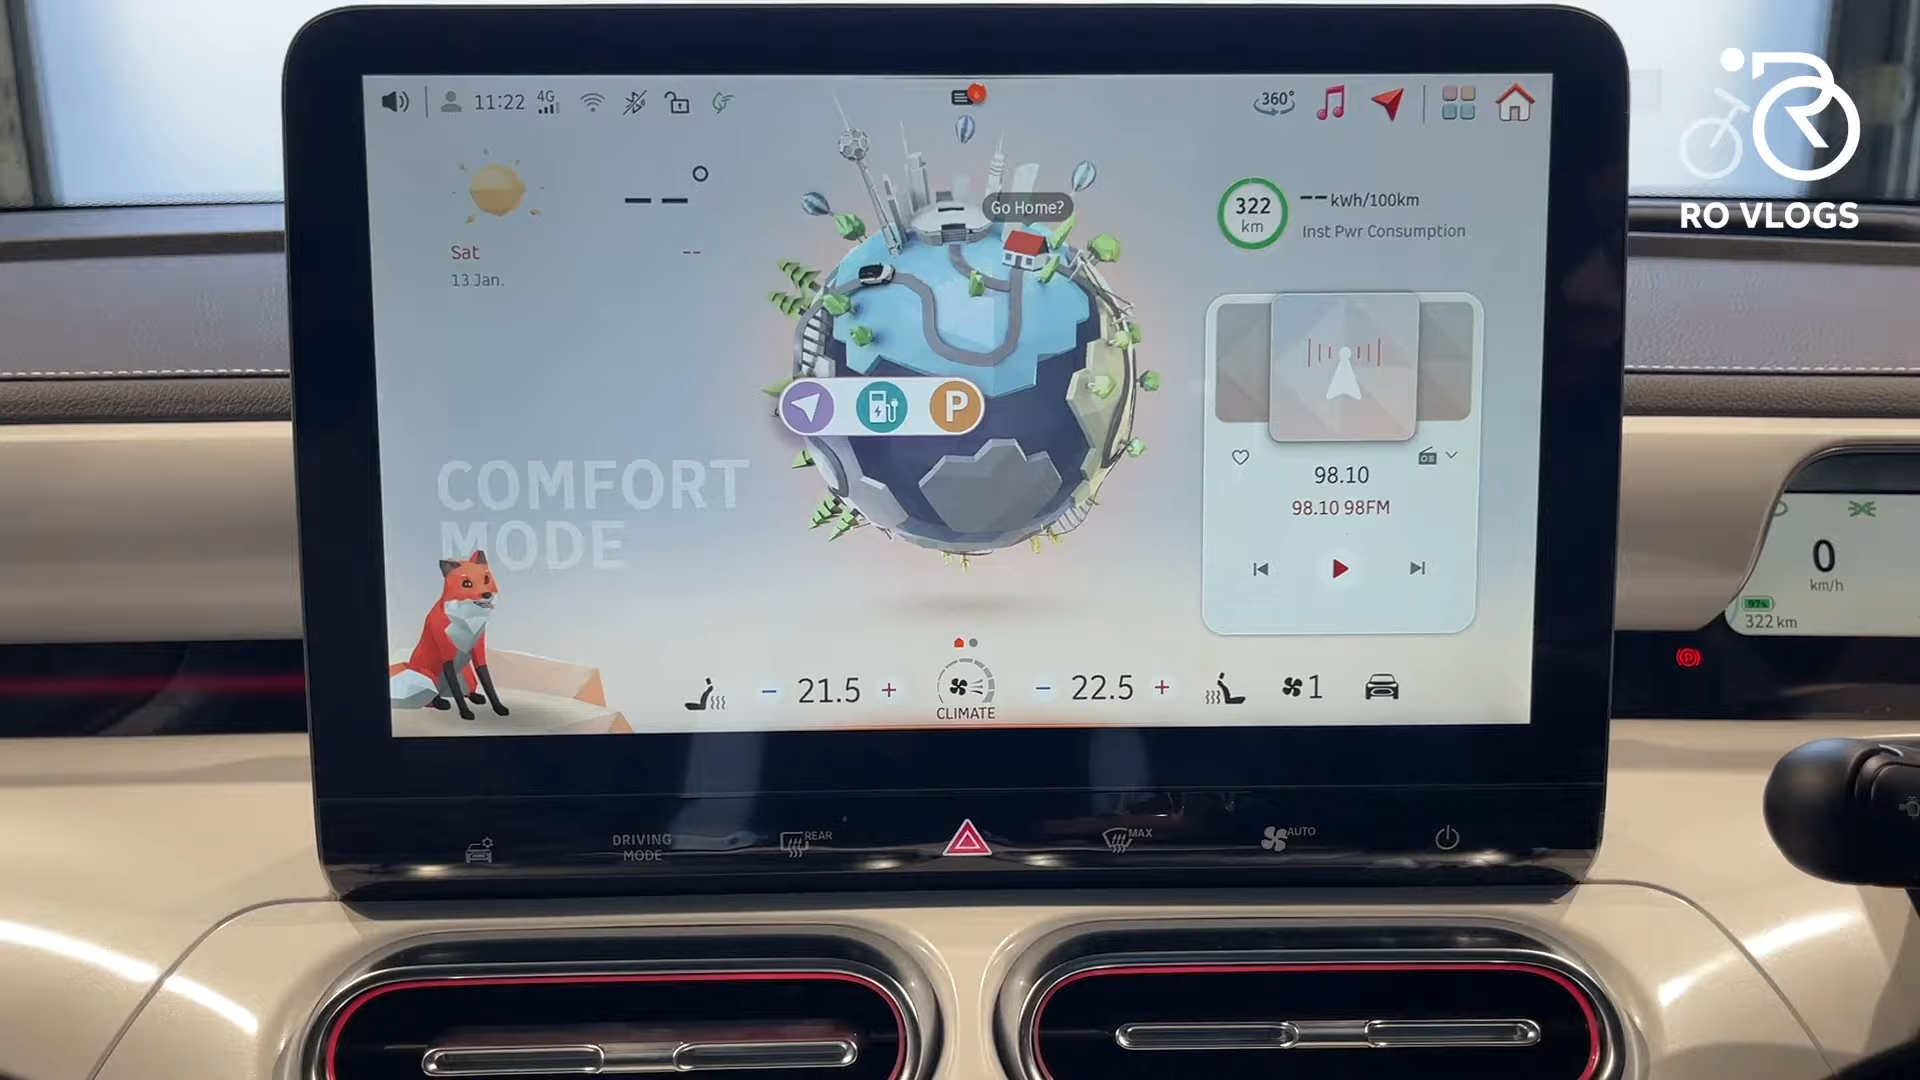 11:22
4G
360°
RO VLOGS
-- °
Go Home?
322
km
-- kWh/100km
Inst Pwr Consumption
Sat
--
13 Jan.
P
COMFORT
MODE
98.10
98.10 98FM
0
km/h
97%
322 km
− 21.5 +
CLIMATE
− 22.5 +
1
DRIVING
MODE
REAR
MAX
AUTO